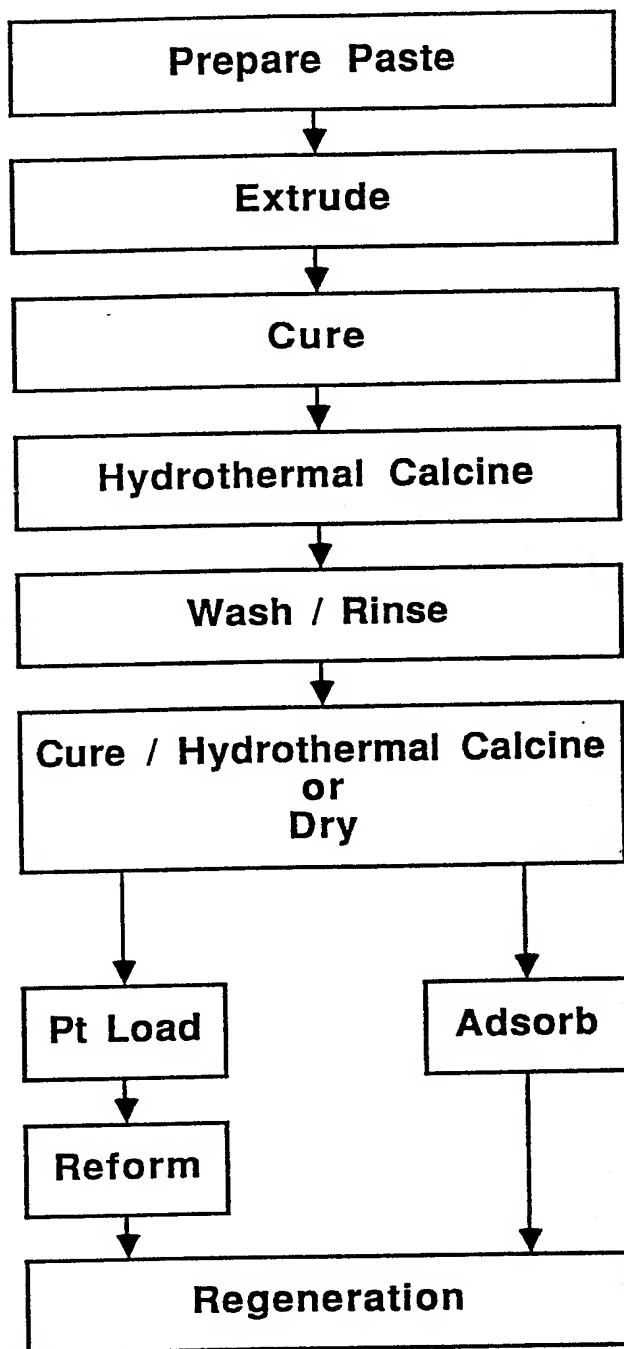 Prepare Paste
Extrude
Cure
Hydrothermal Calcine
Wash / Rinse
Cure / Hydrothermal Calcine
or
Dry
Pt Load
Adsorb
Reform
Regeneration